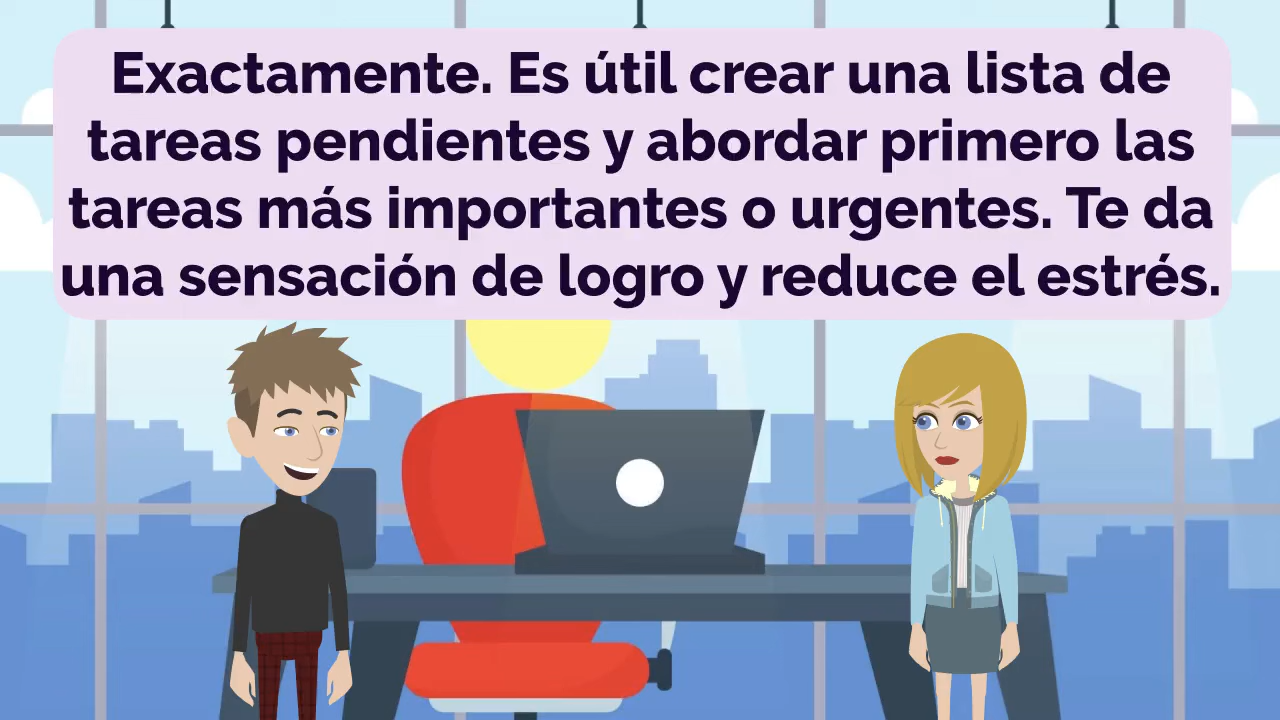 Exactamente. Es útil crear una lista de
tareas pendientes y abordar primero las
tareas más importantes o urgentes. Te da
una sensación de logro y reduce el estrés.